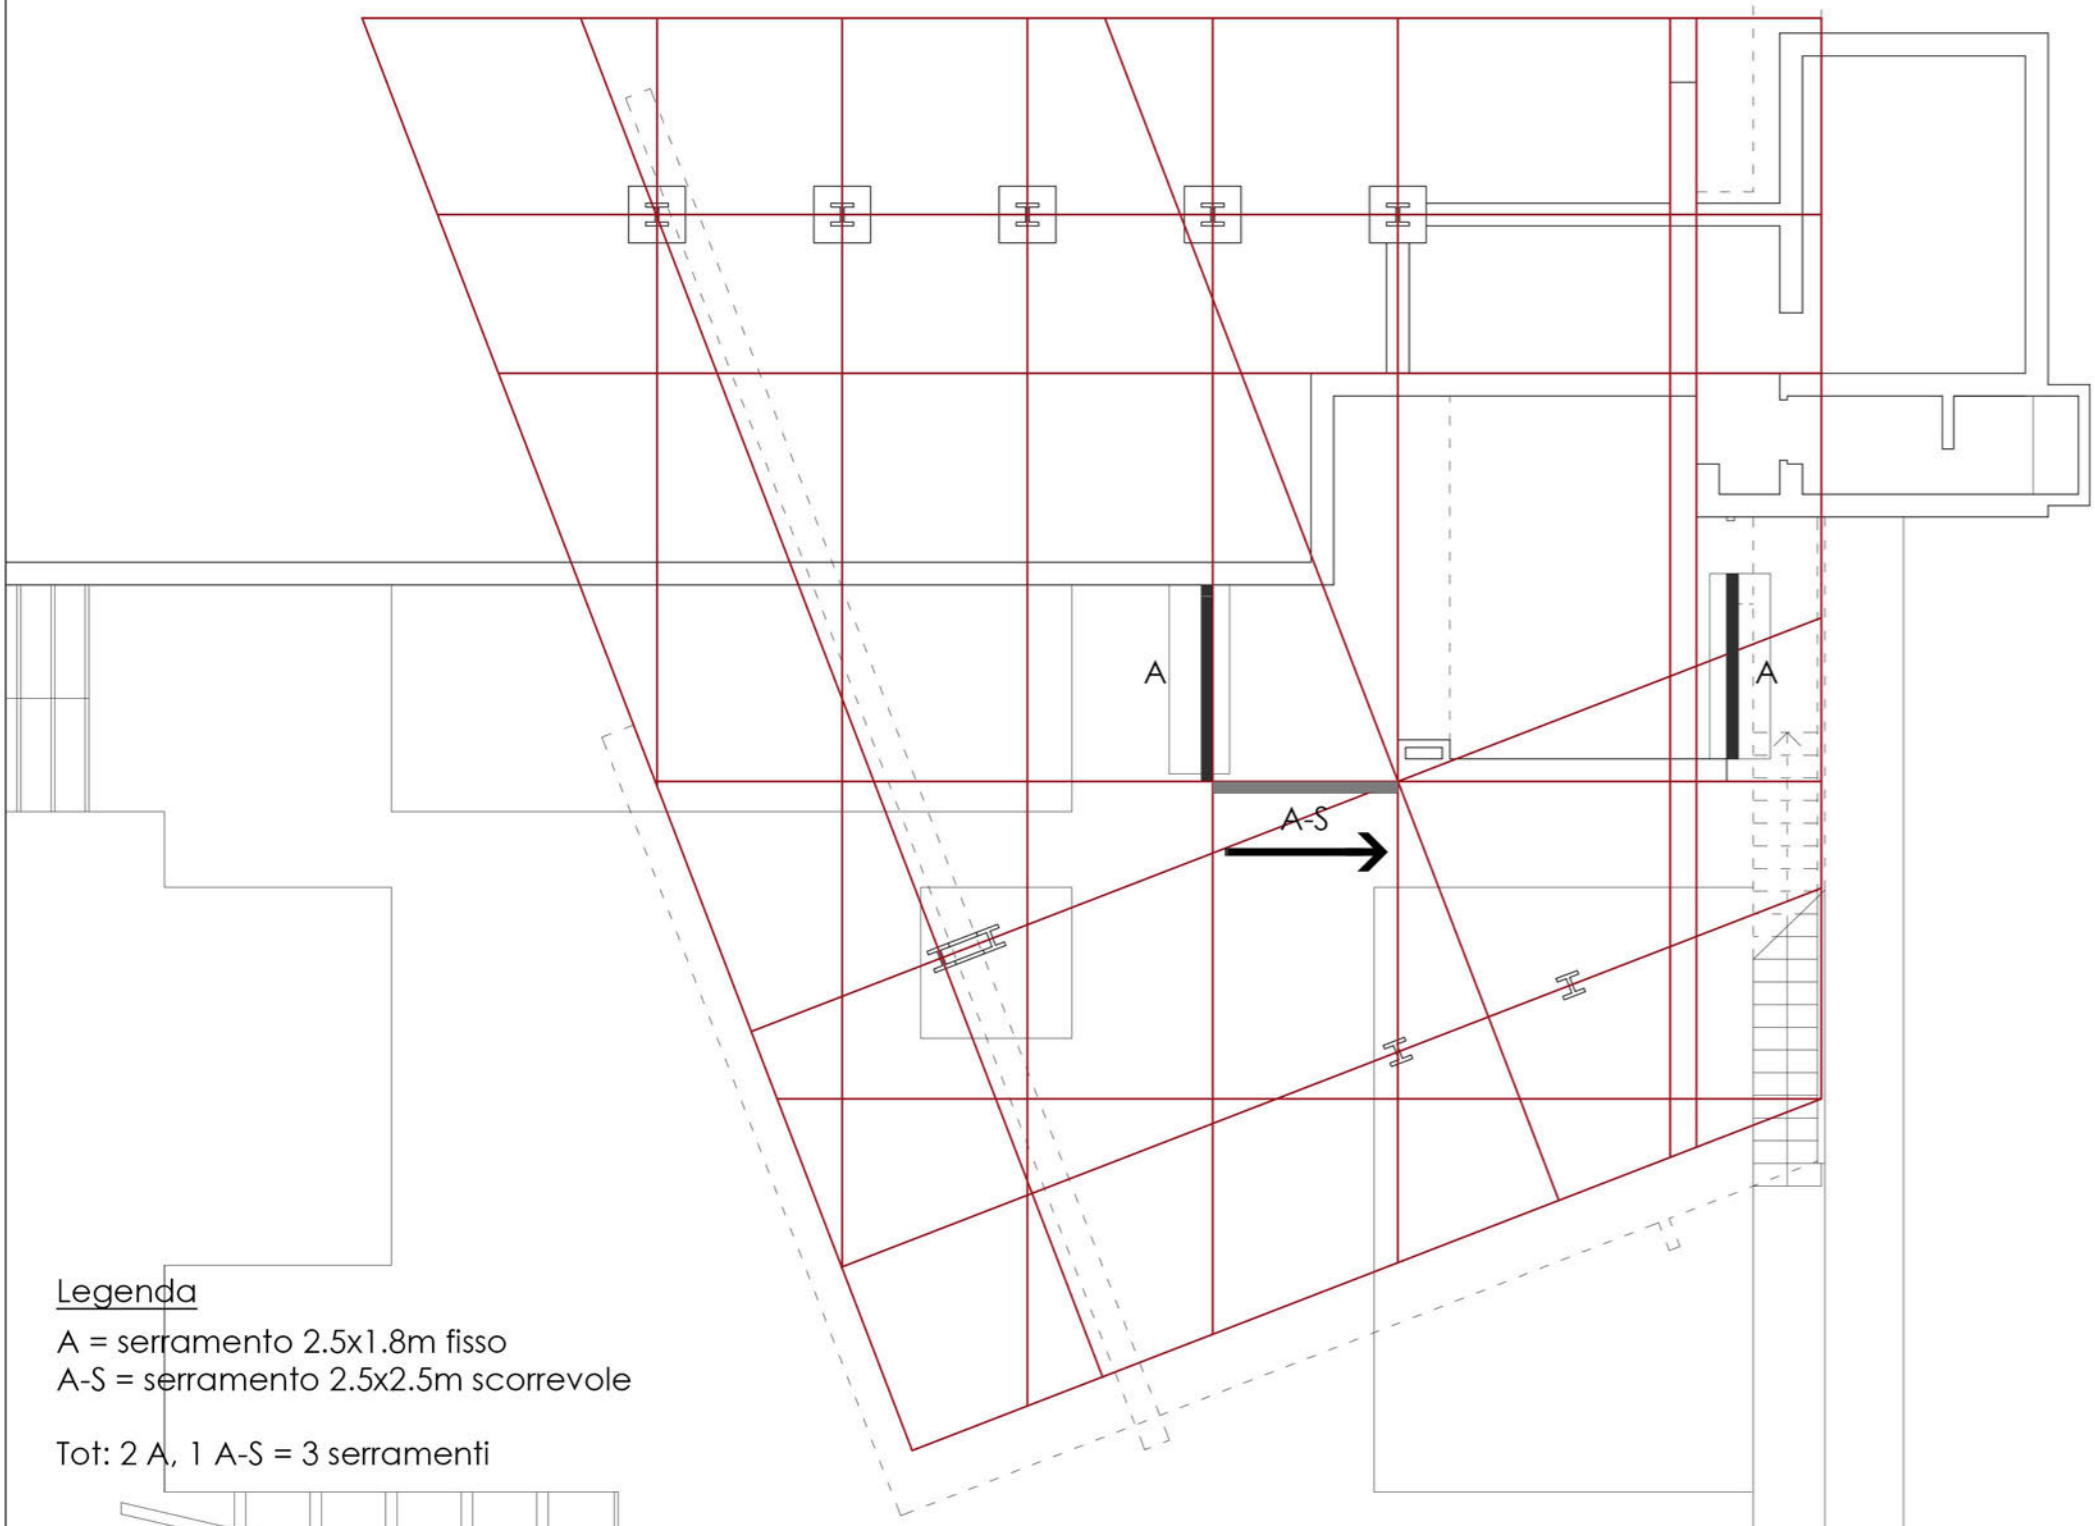 A
A
A-S
Legenda
A = serramento 2.5x1.8m fisso
A-S = serramento 2.5x2.5m scorrevole
Tot: 2 A, 1 A-S = 3 serramenti